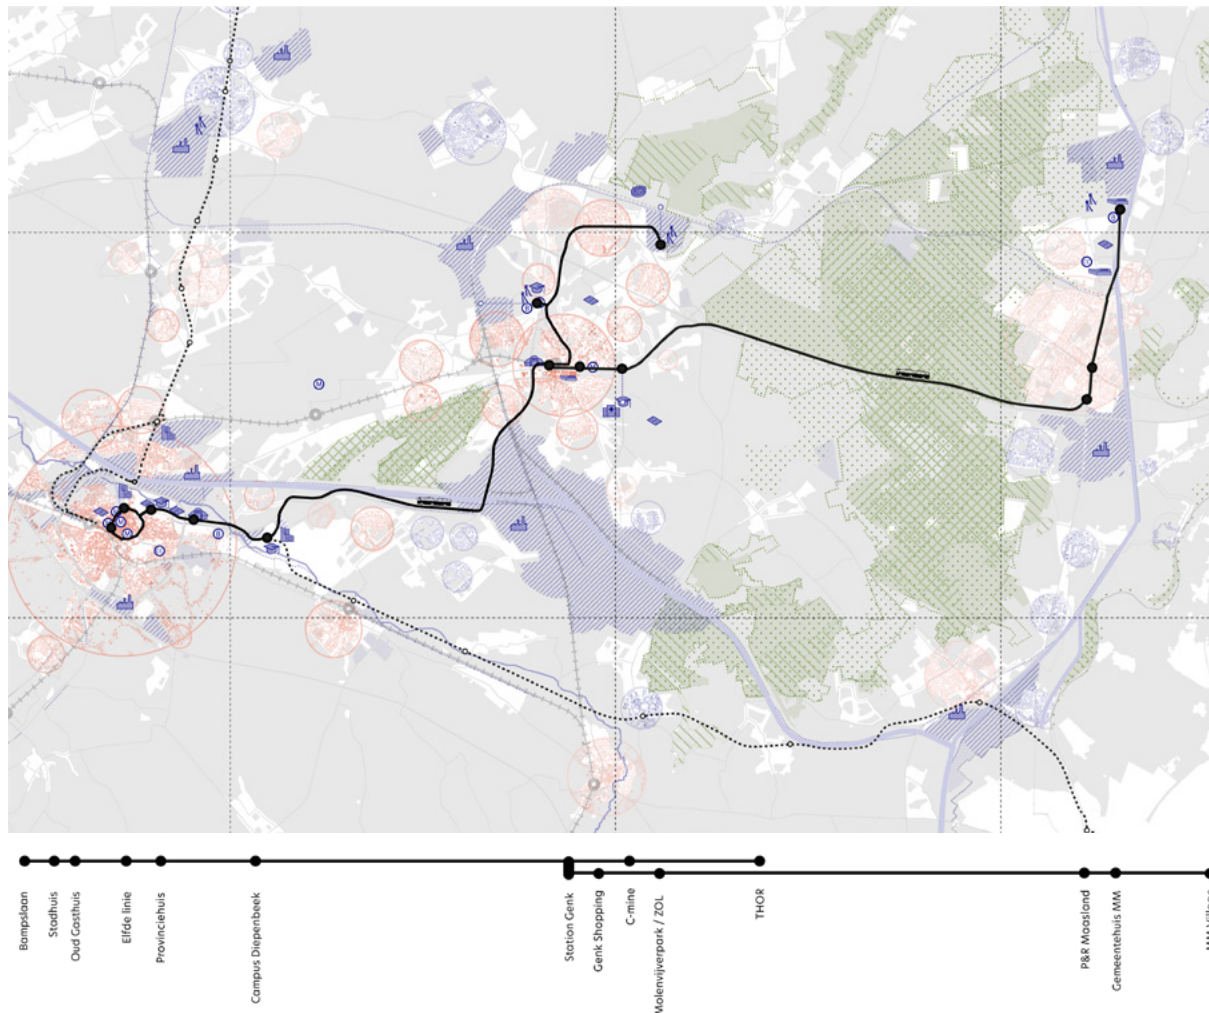 Bampslaan
Stadhuis
Oud Gasthuis
Elfde linie
Provinciehuis
Campus Diepenbeek
Station Genk
Genk Shopping
C-mine
Molenvijverpark / ZOL
THOR
P&R Maasland
Gemeentehuis MM